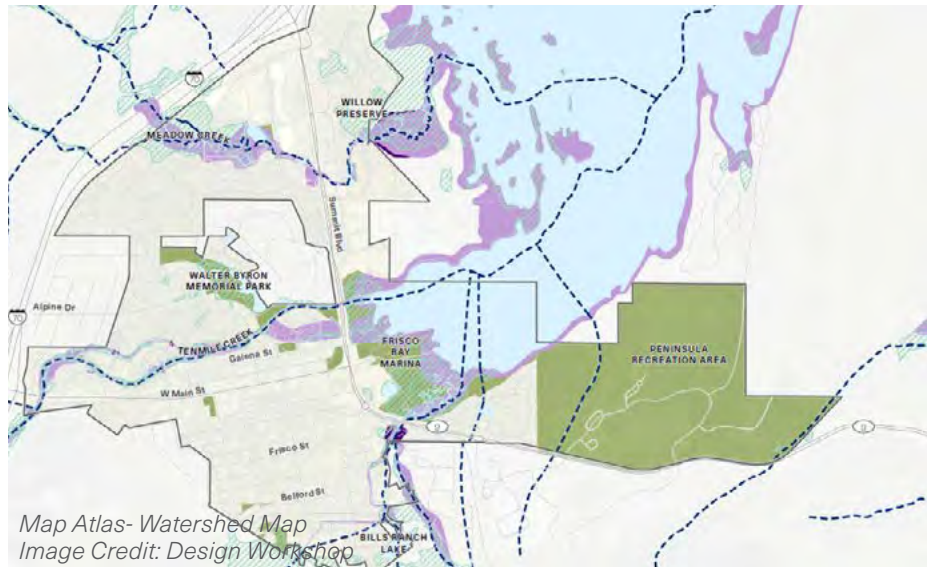 70
WILLOW
PRESERVE
MEADOW CREEK
Summit Blvd
WALTER BYRON
MEMORIAL PARK
Alpine Dr
70
TENMILE CREEK
Galena St
FRISCO
BAY
MARINA
PENINSULA
RECREATION AREA
W Main St
9
9
Frisco St
Belford St
BILLS RANCH
LAKE
Map Atlas- Watershed Map
Image Credit: Design Workshop